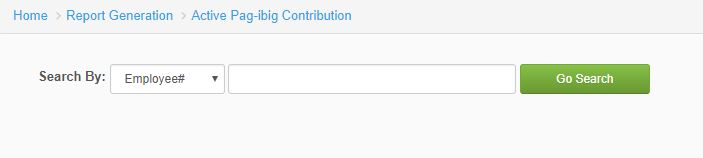 Home > Report Generation > Active Pag-ibig Contribution
Search By: Employee# Go Search